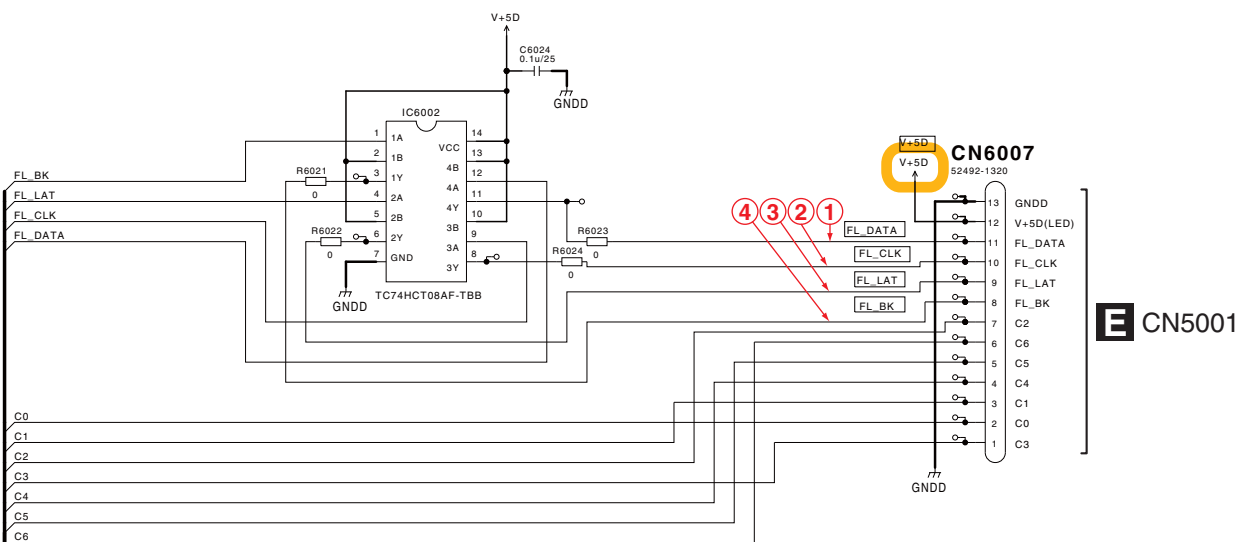 V+5D
C6024
0.1u/25
GNDD
IC6002
1 1A
2 1B
3 1Y
4 2A
5 2B
6 2Y
7 GND
14 VCC
13 4B
12 4A
11 4Y
10 3B
9 3A
8 3Y
TC74HCT08AF-TBB
R6021
0
R6022
0
GNDD
R6023
0
R6024
0
FL_BK
FL_LAT
FL_CLK
FL_DATA
4 3 2 1
FL_DATA
FL_CLK
FL_LAT
FL_BK
V+5D
V+5D
CN6007
52492-1320
13 GNDD
12 V+5D(LED)
11 FL_DATA
10 FL_CLK
9 FL_LAT
8 FL_BK
7 C2
6 C6
5 C5
4 C4
3 C1
2 C0
1 C3
GNDD
E CN5001
C0
C1
C2
C3
C4
C5
C6